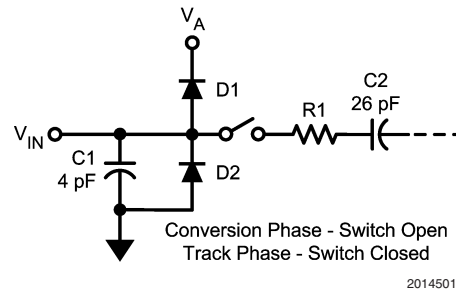 VA
D1
C2
26 pF
R1
VIN
C1
4 pF
D2
Conversion Phase - Switch Open
Track Phase - Switch Closed
2014501